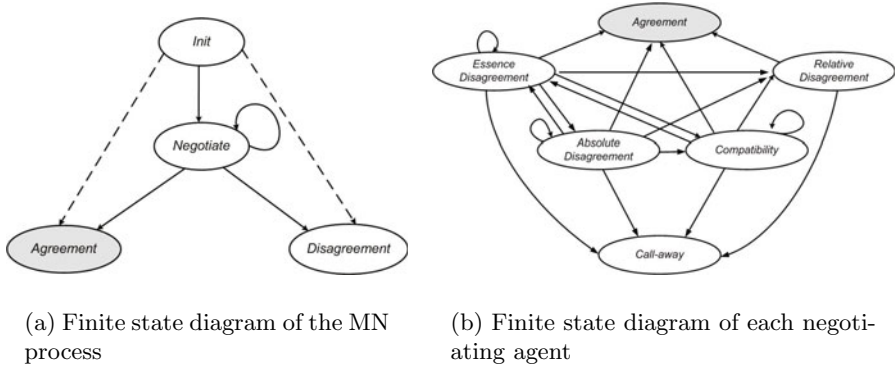 Init
Negotiate
Agreement
Disagreement
Agreement
Essence
Disagreement
Relative
Disagreement
Absolute
Disagreement
Compatibility
Call-away
(a) Finite state diagram of the MN
process
(b) Finite state diagram of each negoti-
ating agent